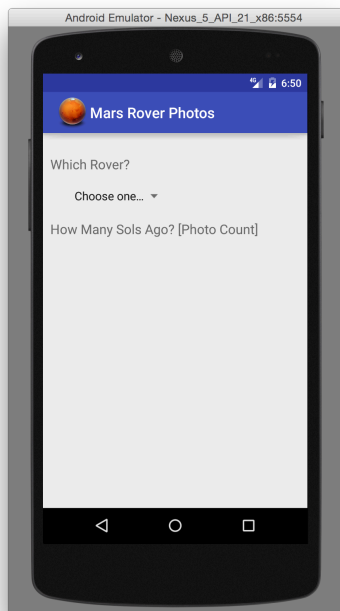 Android Emulator - Nexus_5_API_21_x86:5554
4G 6:50
Mars Rover Photos
Which Rover?
Choose one...
How Many Sols Ago? [Photo Count]